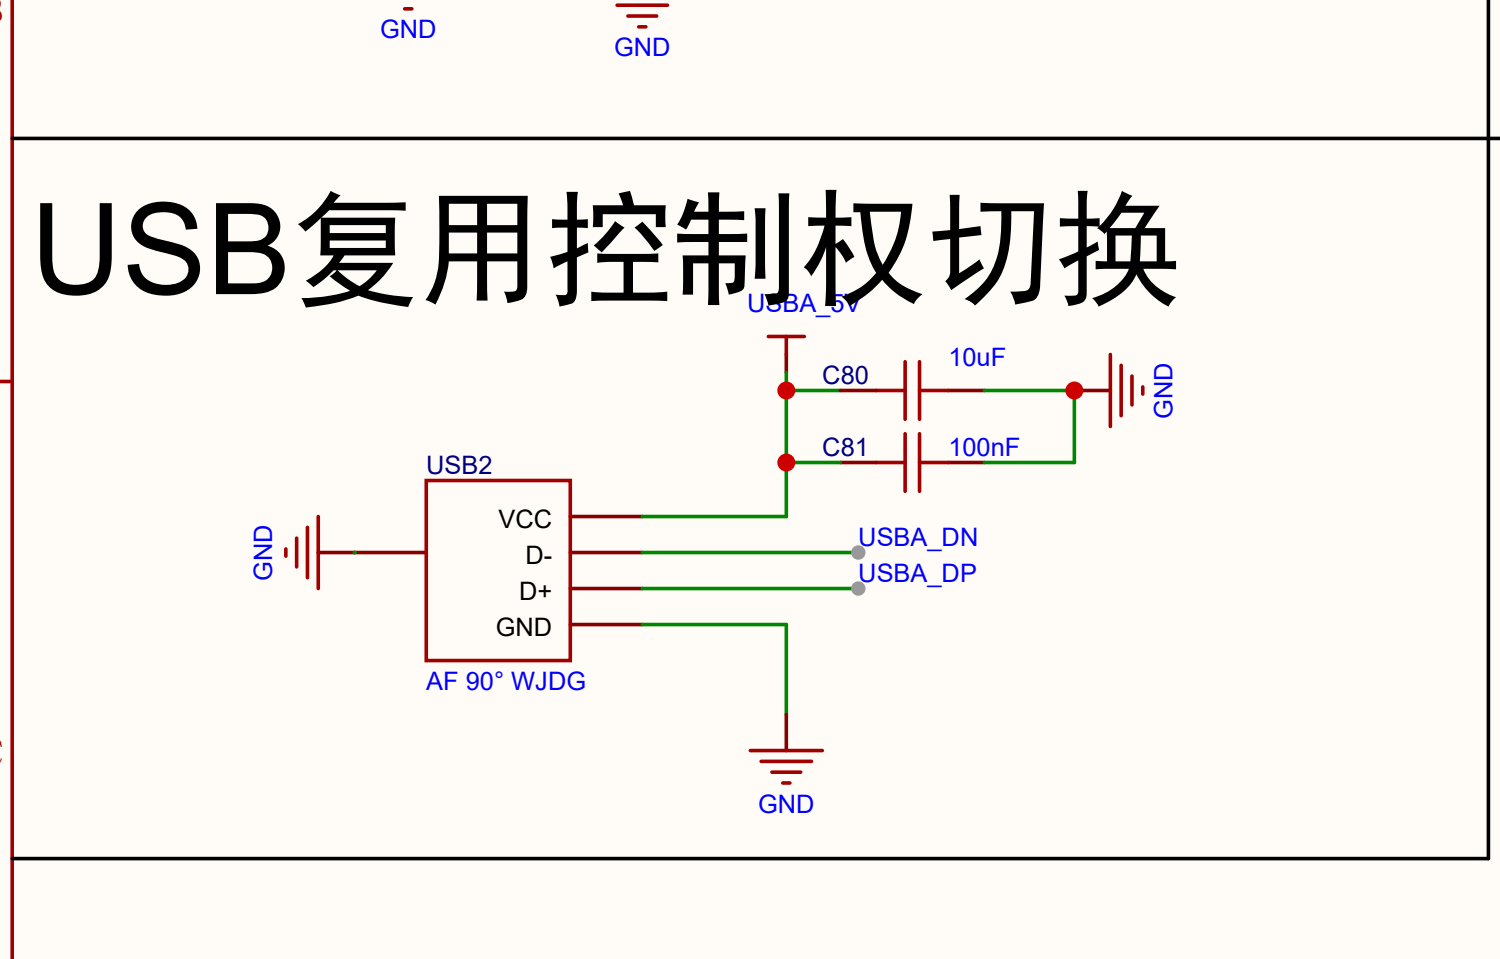 GND
GND
USB复用控制权切换
USBA_5V
10uF
C80
GND
C81
100nF
USB2
VCC
GND
D-
USBA_DN
D+
USBA_DP
GND
AF 90° WJDG
GND